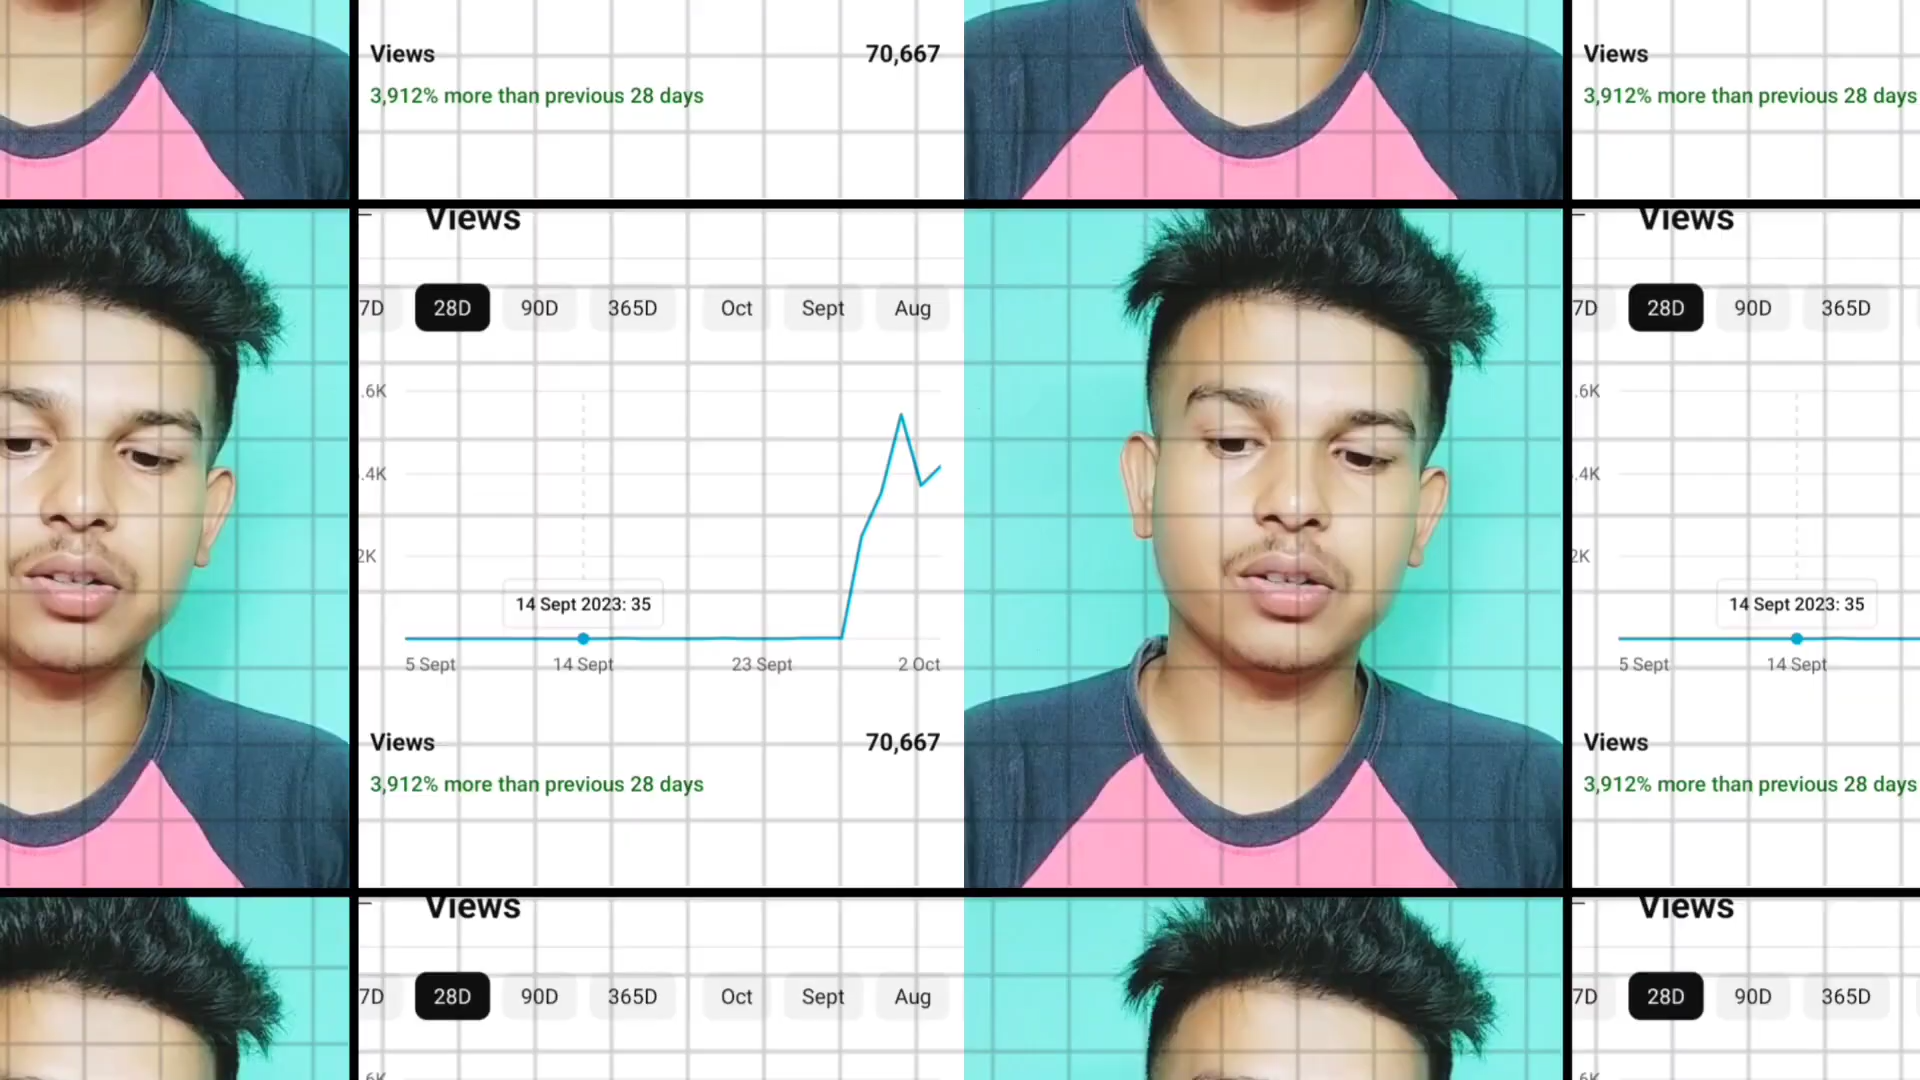 Views 70,667
3,912% more than previous 28 days
Views
3,912% more than previous 28 days
Views
7D 28D 90D 365D Oct Sept Aug
.6K
.4K
2K
14 Sept 2023: 35
5 Sept 14 Sept 23 Sept 2 Oct
Views 70,667
3,912% more than previous 28 days
Views
7D 28D 90D 365D
.6K
.4K
2K
14 Sept 2023: 35
5 Sept 14 Sept
Views
3,912% more than previous 28 days
Views
7D 28D 90D 365D Oct Sept Aug
.6K
Views
7D 28D 90D 365D
.6K